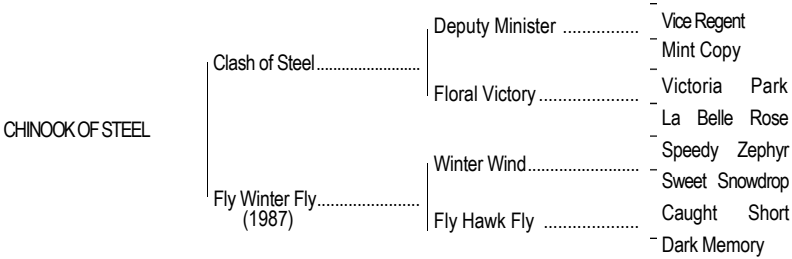 Vice Regent
Deputy Minister ................
Mint Copy
Clash of Steel.........................
Victoria Park
Floral Victory.....................
La Belle Rose
CHINOOK OF STEEL
Speedy Zephyr
Winter Wind.......................
Sweet Snowdrop
Fly Winter Fly.........................
(1987)
Caught Short
Fly Hawk Fly ....................
Dark Memory